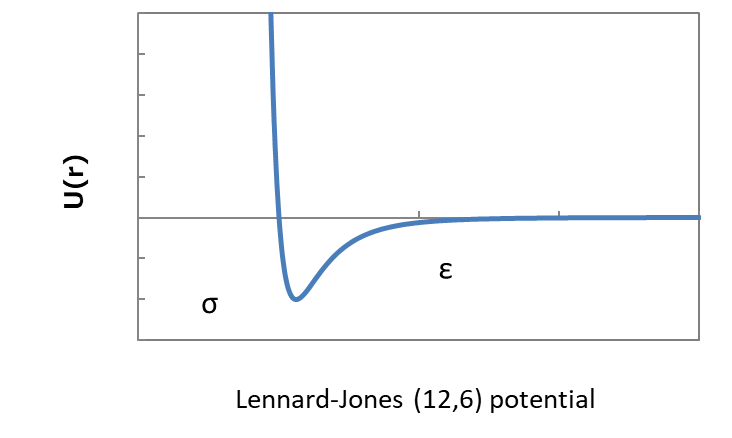 U(r)
ε
σ
Lennard-Jones (12,6) potential